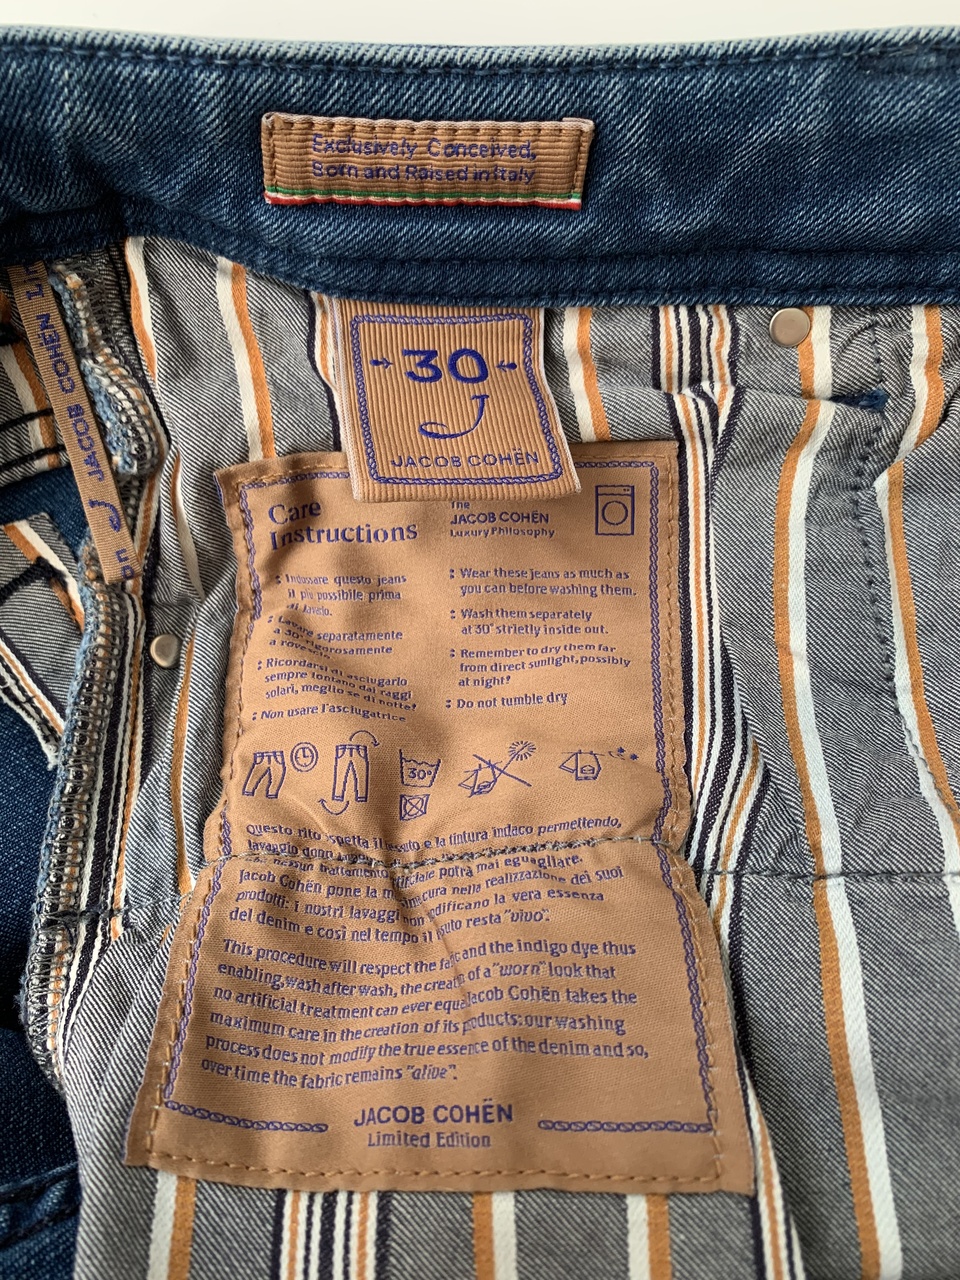 Exclusively Conceived,
Born and Raised in Italy
JACOB COHEN
30
J
JACOB COHËN
Care
Instructions
The
JACOB COHËN
Luxury Philosophy
Indossare questo jeans
il più possibile prima
di lavarlo.
Lavare separatamente
a 30° rigorosamente
a rovescio
Ricordarsi di asciugarlo
sempre lontano dai raggi
solari, meglio se di notte!
Non usare l'asciugatrice
Wear these jeans as much as
you can before washing them.
Wash them separately
at 30° strictly inside out.
Remember to dry them far
from direct sunlight, possibly
at night!
Do not tumble dry
30°
Questo rito rispetta il tessuto e la tintura indaco permettendo,
lavaggio dopo
trattamento potrà mai eguagliare.
Jacob Cohën pone la cura nella realizzazione dei suoi
prodotti: i nostri lavaggi non modificano la vera essenza
del denim e così nel tempo il tessuto resta "vivo".
This procedure will respect the fabric and the indigo dye thus
enabling, wash after wash, the creation of a "worn" look that
no artificial treatment can ever equal. Jacob Cohën takes the
maximum care in the creation of its products: our washing
process does not modify the true essence of the denim and so,
over time the fabric remains "alive".
JACOB COHËN
Limited Edition